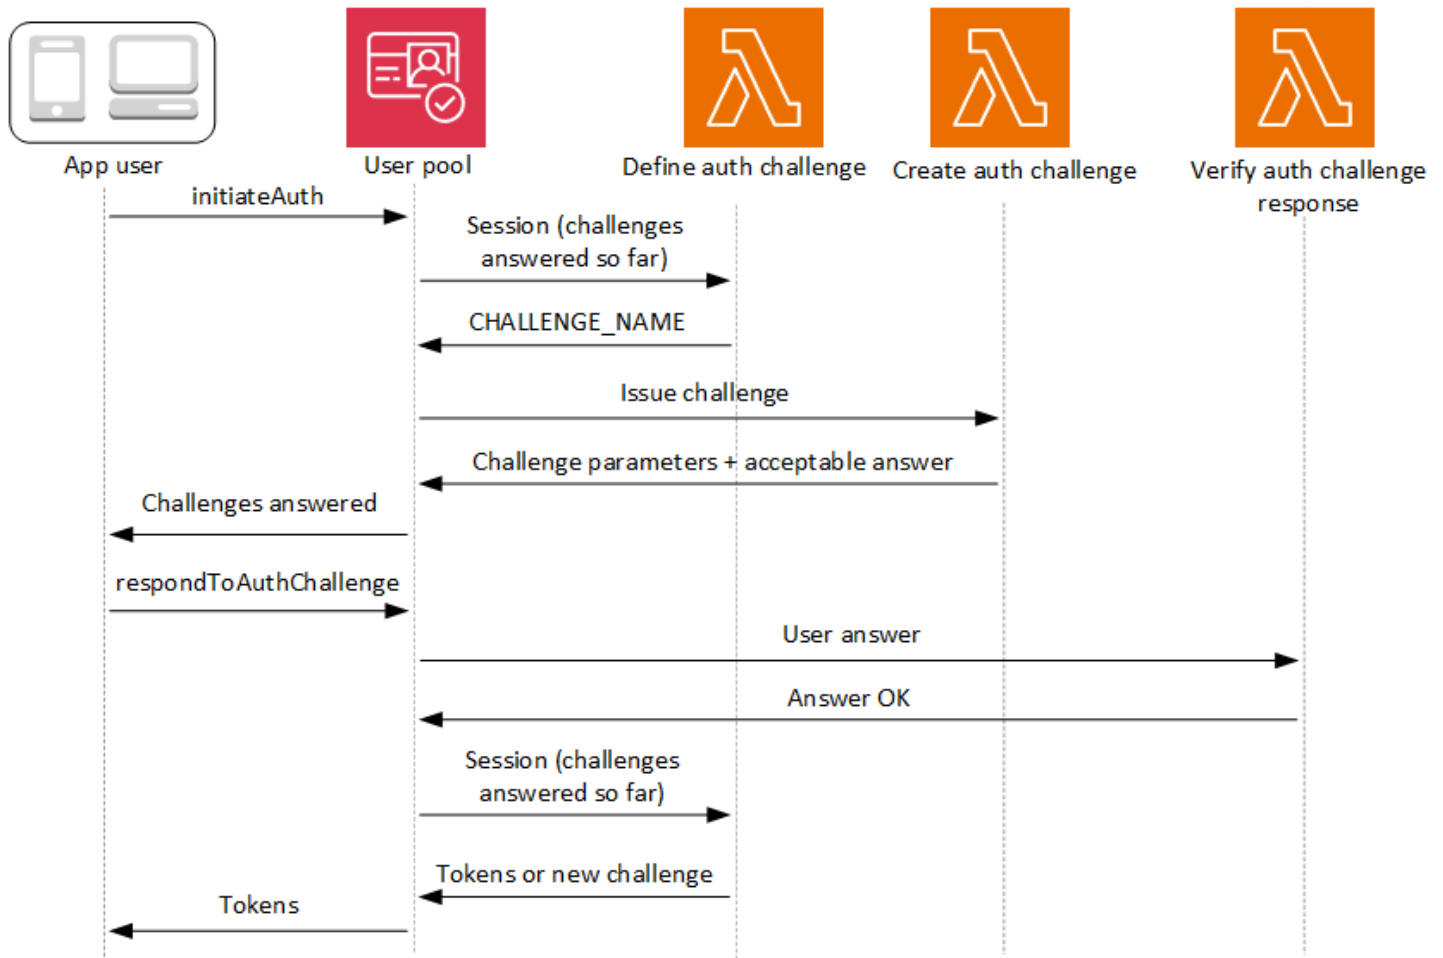 App user
User pool
Define auth challenge
Create auth challenge
Verify auth challenge
response
initiateAuth
Session (challenges
answered so far)
CHALLENGE_NAME
Issue challenge
Challenge parameters + acceptable answer
Challenges answered
respondToAuthChallenge
User answer
Answer OK
Session (challenges
answered so far)
Tokens or new challenge
Tokens